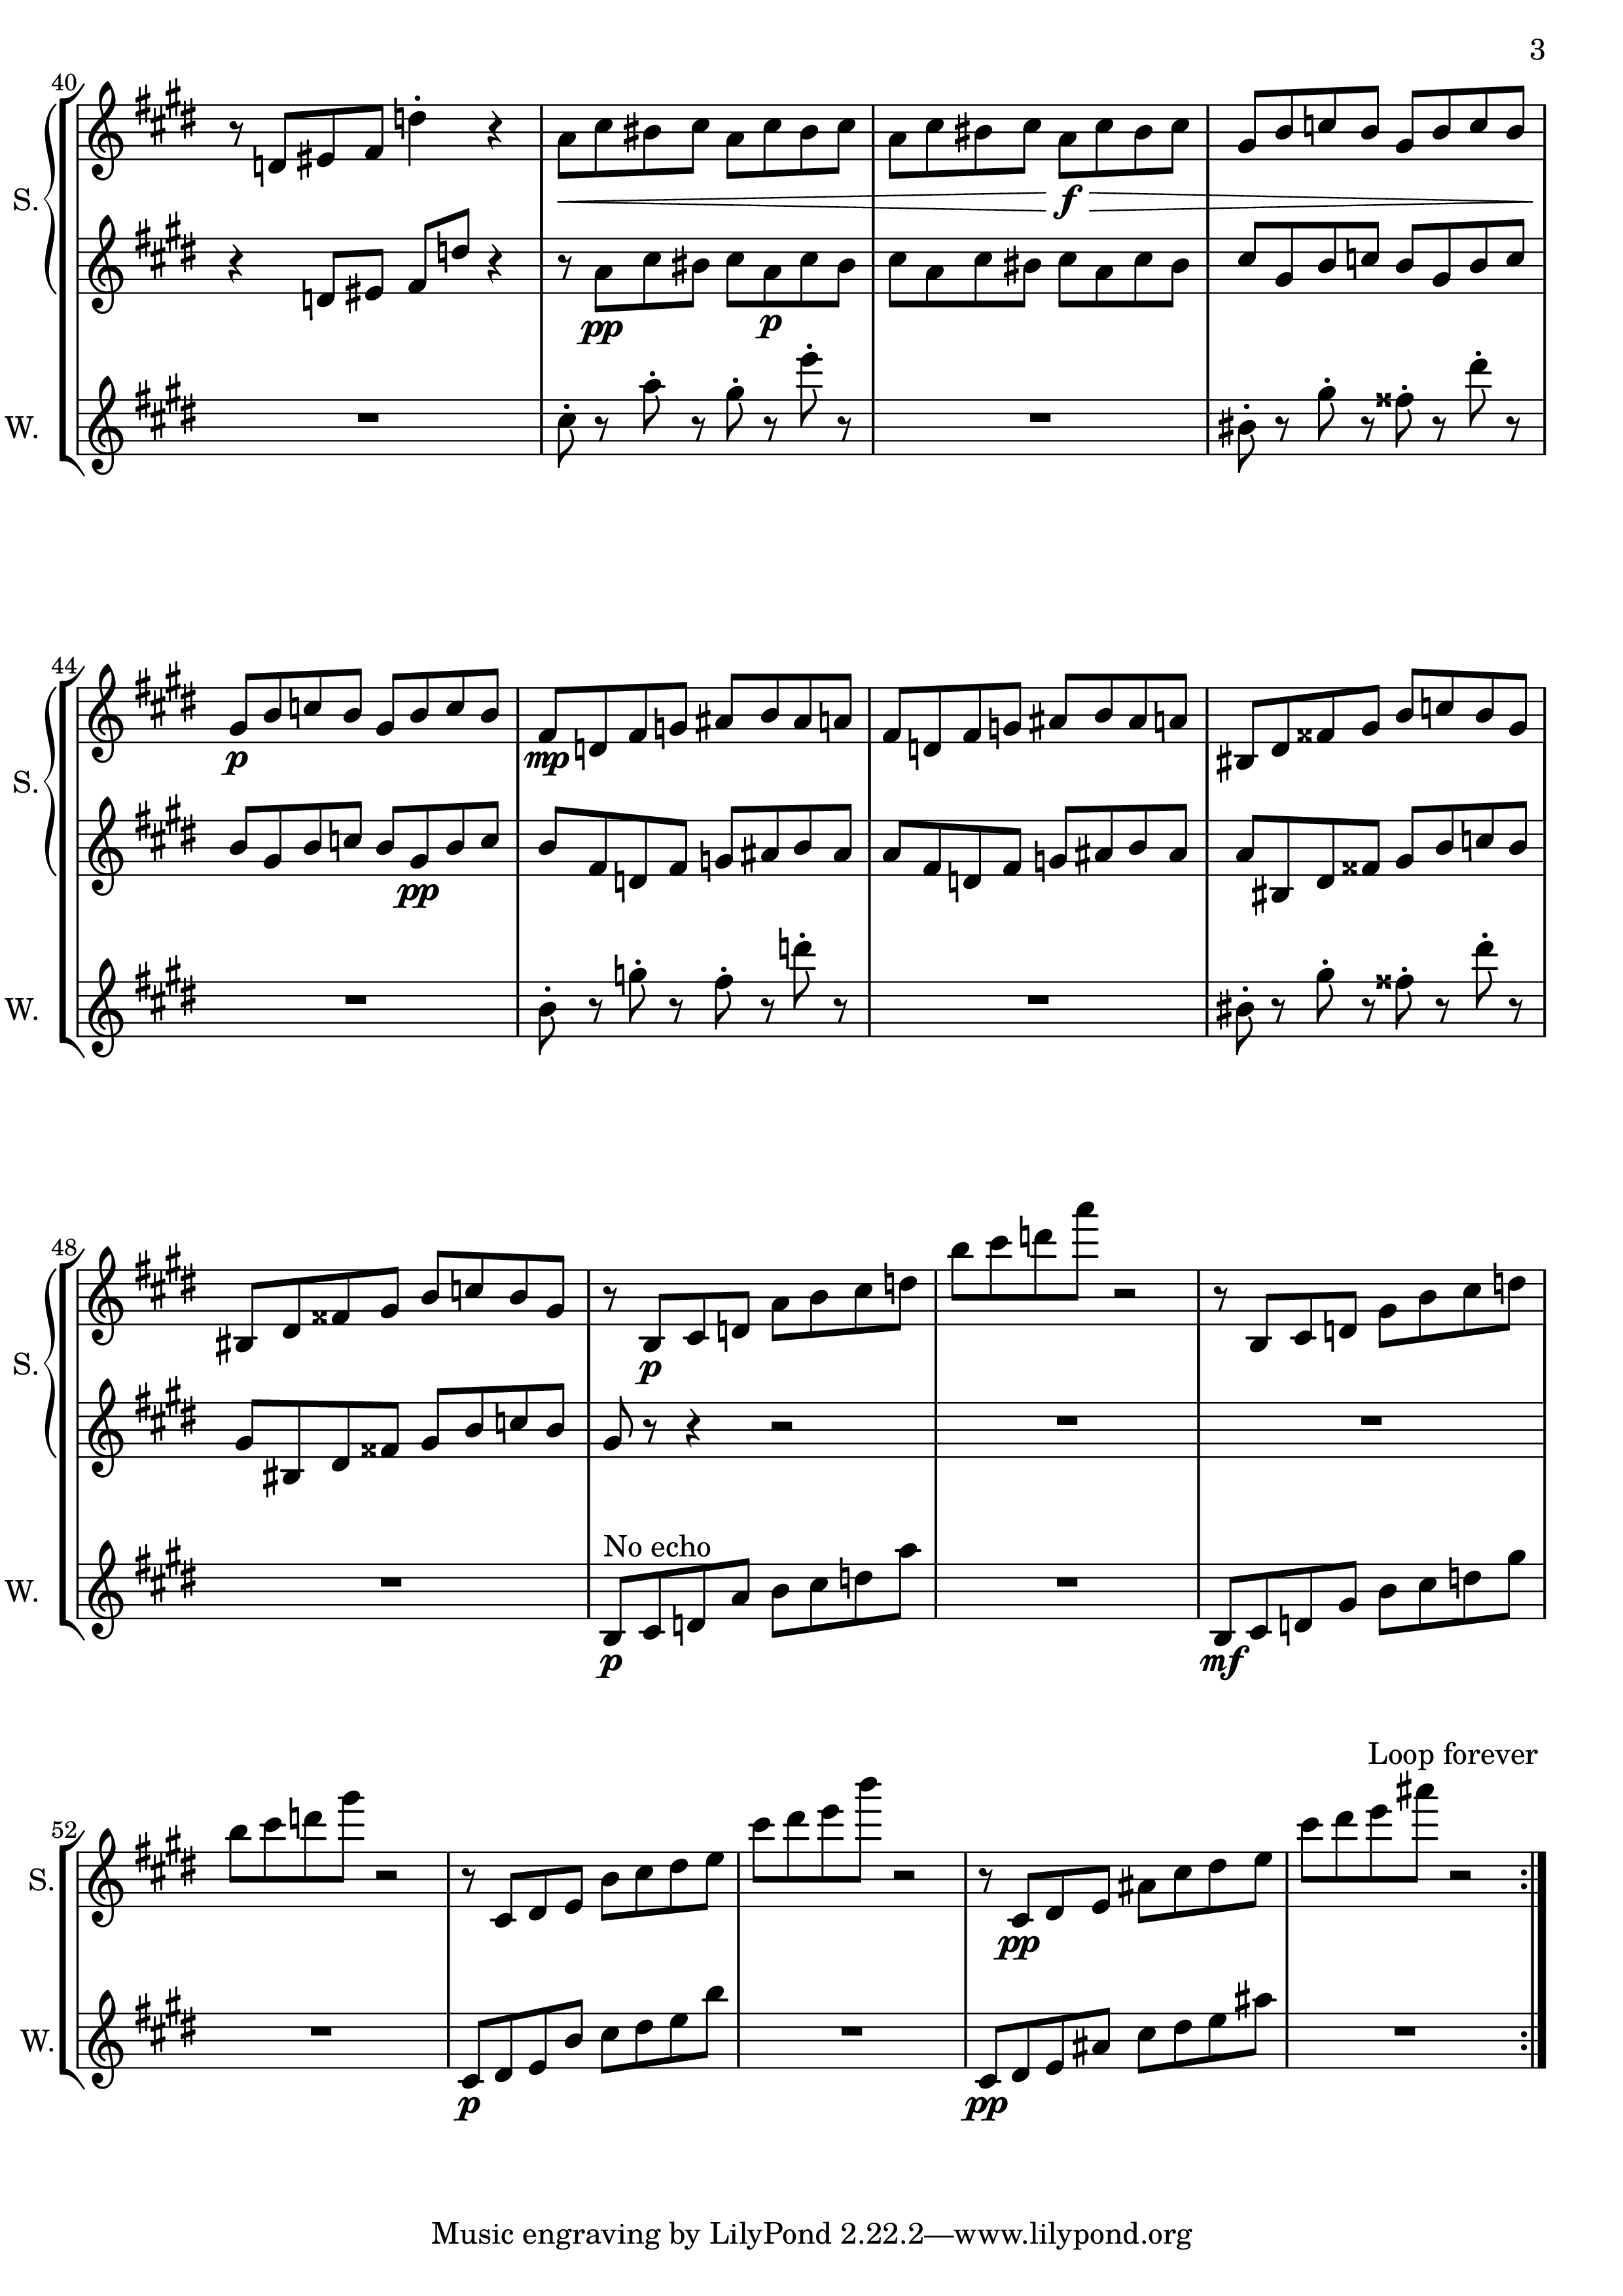 3
40
S.
f
pp
p
W.
44
S.
p
mp
pp
W.
48
S.
p
No echo
W.
p
mf
Loop forever
52
S.
pp
W.
p
pp
Music engraving by LilyPond 2.22.2—www.lilypond.org